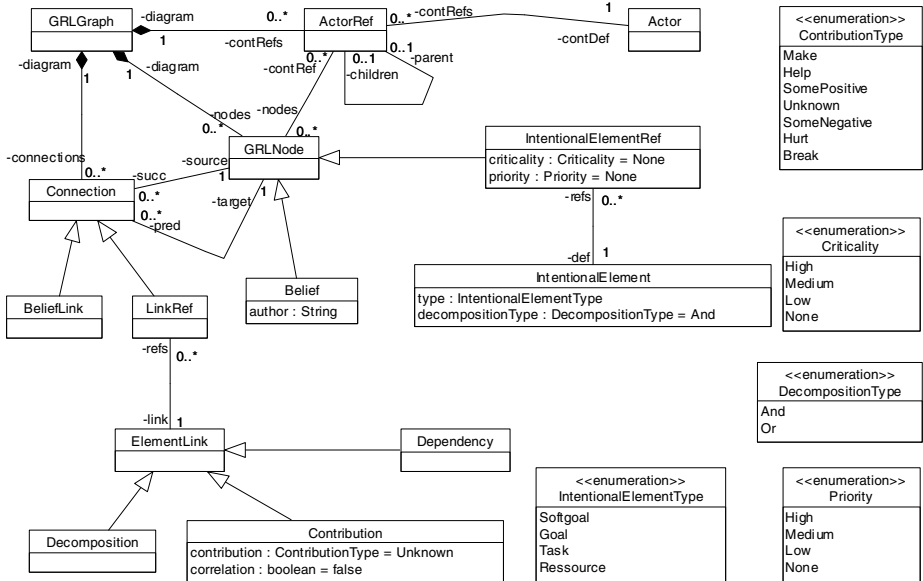 GRLGraph
-diagram
1
0..*
-contRefs
ActorRef
0..*
-contRefs
1
-contDef
Actor
-diagram
1
-diagram
1
0..*
-contRef
0..1
-children
0..1
-parent
-nodes
0..*
-nodes
0..*
GRLNode
-connections
0..*
-succ
0..*
-source
1
Connection
0..*
-pred
1
-target
IntentionalElementRef
criticality : Criticality = None
priority : Priority = None
-refs
0..*
-def
1
IntentionalElement
type : IntentionalElementType
decompositionType : DecompositionType = And
BeliefLink
LinkRef
Belief
author : String
-refs
0..*
-link
1
ElementLink
Dependency
Decomposition
Contribution
contribution : ContributionType = Unknown
correlation : boolean = false
<<enumeration>>
ContributionType
Make
Help
SomePositive
Unknown
SomeNegative
Hurt
Break
<<enumeration>>
Criticality
High
Medium
Low
None
<<enumeration>>
DecompositionType
And
Or
<<enumeration>>
IntentionalElementType
Softgoal
Goal
Task
Ressource
<<enumeration>>
Priority
High
Medium
Low
None